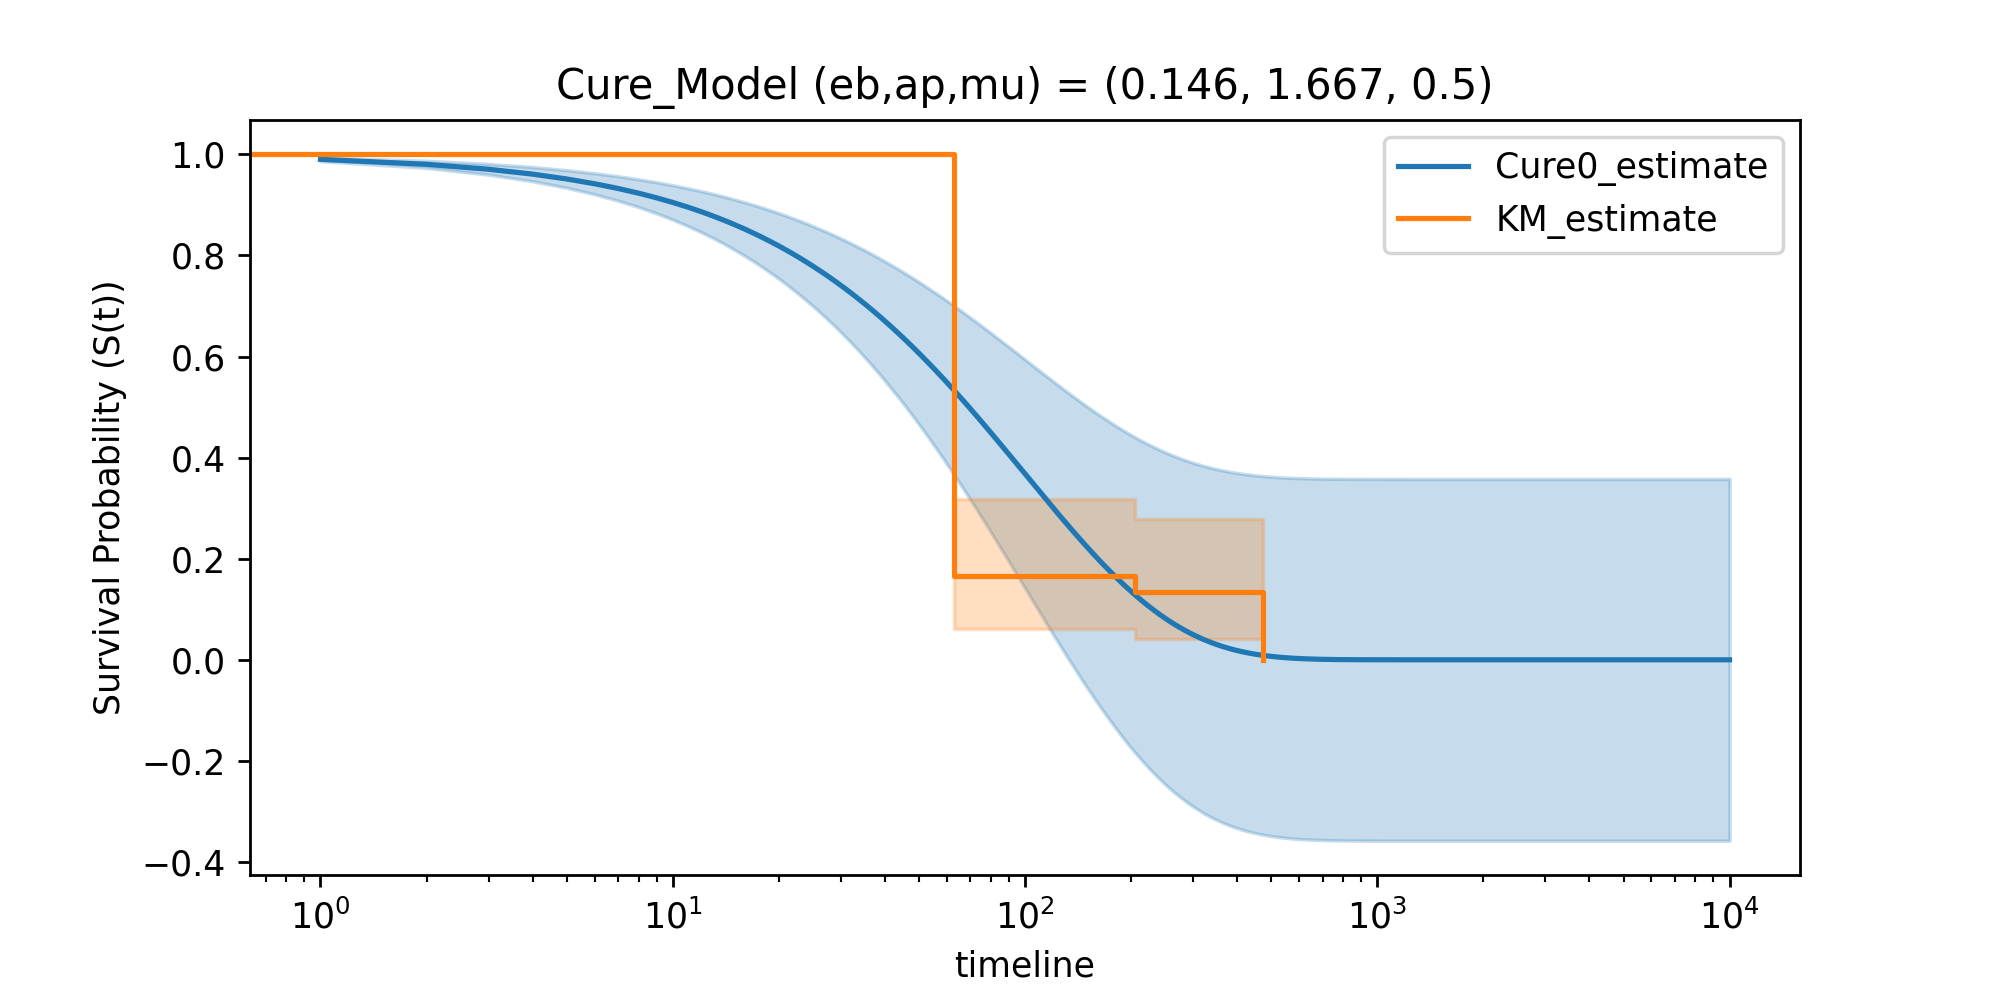 Cure_Model (eb,ap,mu) = (0.146, 1.667, 0.5)
Cure0_estimate
KM_estimate
Survival Probability (S(t))
1.0
0.8
0.6
0.4
0.2
0.0
−0.2
−0.4
10⁰ 10¹ 10² 10³ 10⁴
timeline